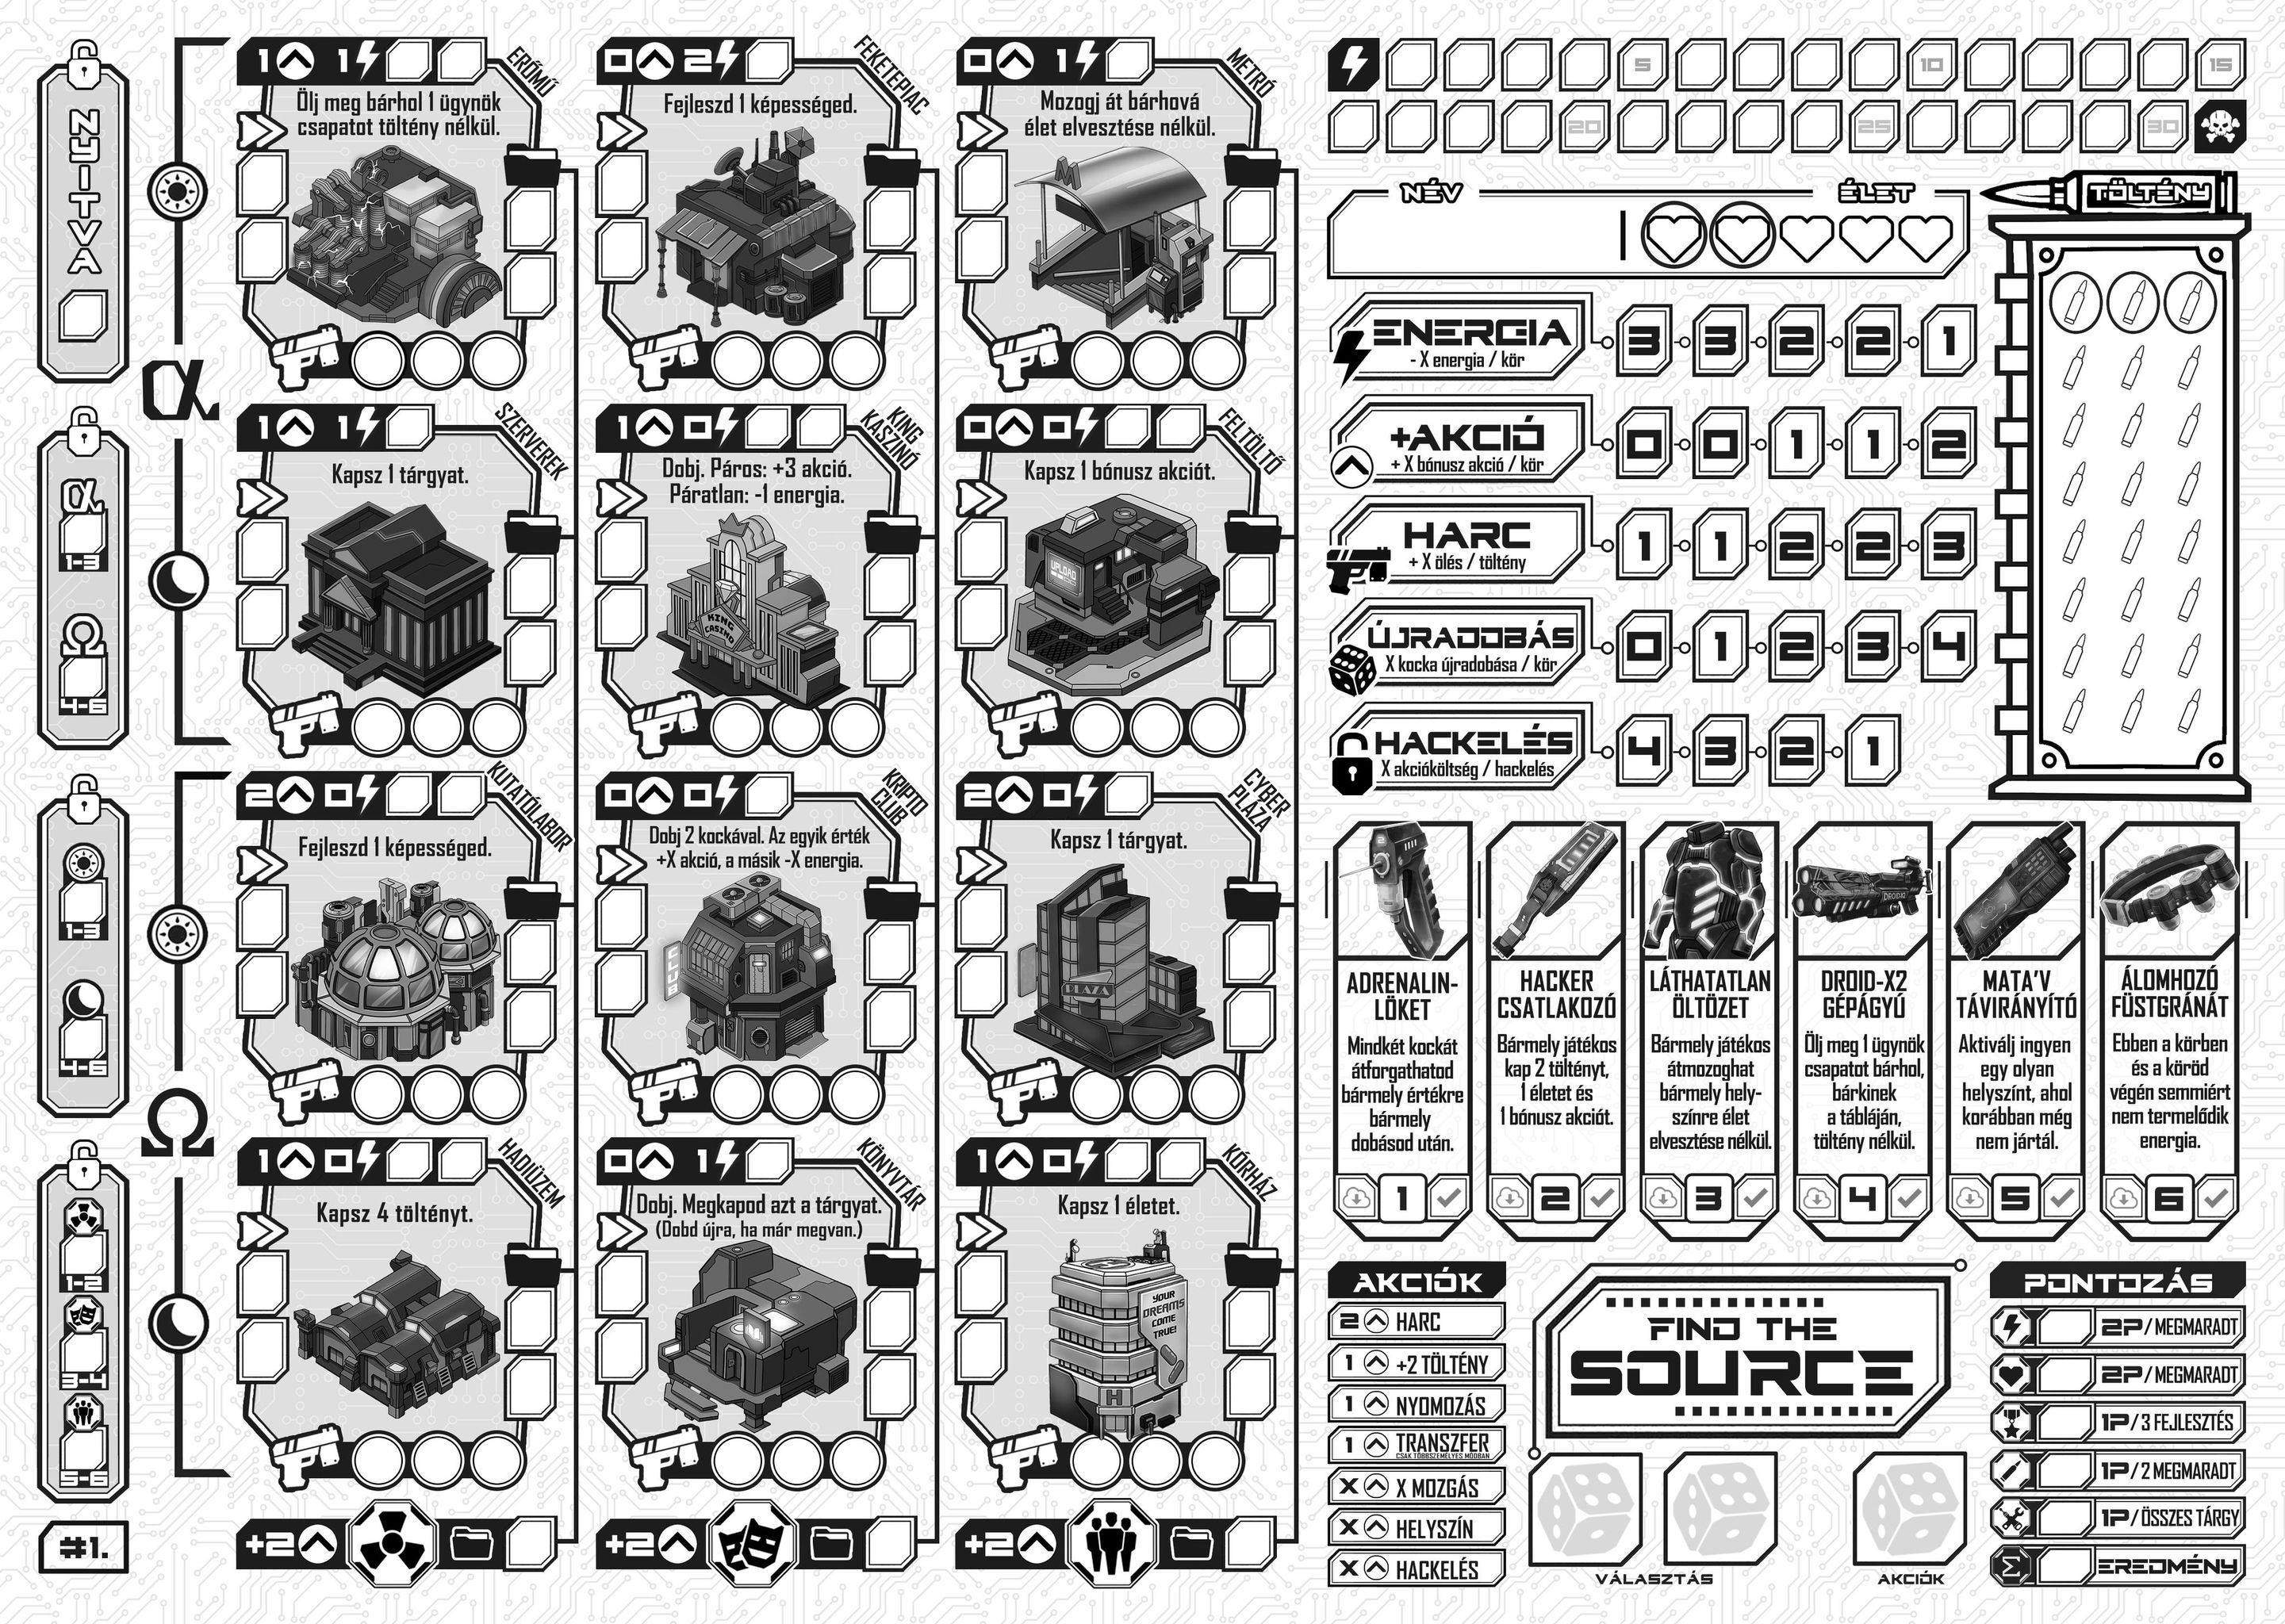 NYITVA
α
1-3
Ω
4-6
1-3
4-6
1-2
3-4
5-6
#1.
α
Ω
1 1
ERŐMŰ
Ölj meg bárhol 1 ügynök
csapatot töltény nélkül.
0 2
FEKETEPIAC
Fejleszd 1 képességed.
0 1
METRÓ
Mozogj át bárhová
élet elvesztése nélkül.
M
1 1
SZERVEREK
Kapsz 1 tárgyat.
1 0
KING
KASZINÓ
Dobj. Páros: +3 akció.
Páratlan: -1 energia.
KING
CASINO
0 0
FELTÖLTŐ
Kapsz 1 bónusz akciót.
UPLOAD
2 0
KUTATÓLABOR
Fejleszd 1 képességed.
0 0
KRIPTO
CLUB
Dobj 2 kockával. Az egyik érték
+X akció, a másik -X energia.
CLUB
2 0
CYBER
PLÁZA
Kapsz 1 tárgyat.
PLAZA
1 0
HADIÜZEM
Kapsz 4 töltényt.
0 1
KÖNYVTÁR
Dobj. Megkapod azt a tárgyat.
(Dobd újra, ha már megvan.)
1 0
KÓRHÁZ
Kapsz 1 életet.
YOUR
DREAMS
COME
TRUE!
H
+2
+2
+2
5 10 15
20 25 30
NÉV ÉLET
TÖLTÉNY
ENERGIA
- X energia / kör
3 3 2 2 1
+AKCIÓ
+ X bónusz akció / kör
0 0 1 1 2
HARC
+ X ölés / töltény
1 1 2 2 3
ÚJRADOBÁS
X kocka újradobása / kör
0 1 2 3 4
HACKELÉS
X akcióköltség / hackelés
4 3 2 1
ADRENALIN-
LÖKET
Mindkét kockát
átforgathatod
bármely értékre
bármely
dobásod után.
1
HACKER
CSATLAKOZÓ
Bármely játékos
kap 2 töltényt,
1 életet és
1 bónusz akciót.
2
LÁTHATATLAN
ÖLTÖZET
Bármely játékos
átmozoghat
bármely hely-
színre élet
elvesztése nélkül.
3
DROID-X2
GÉPÁGYÚ
Ölj meg 1 ügynök
csapatot bárhol,
bárkinek
a tábláján,
töltény nélkül.
4
MATA'V
TÁVIRÁNYÍTÓ
Aktiválj ingyen
egy olyan
helyszínt, ahol
korábban még
nem jártál.
5
ÁLOMHOZÓ
FÜSTGRÁNÁT
Ebben a körben
és a köröd
végén semmiért
nem termelődik
energia.
6
AKCIÓK
2 HARC
1 +2 TÖLTÉNY
1 NYOMOZÁS
1 TRANSZFER
CSAK TÖBBSZEMÉLYES MÓDBAN
X X MOZGÁS
X HELYSZÍN
X HACKELÉS
FIND THE
SOURCE
VÁLASZTÁS
AKCIÓK
PONTOZÁS
2P / MEGMARADT
2P / MEGMARADT
1P / 3 FEJLESZTÉS
1P / 2 MEGMARADT
1P / ÖSSZES TÁRGY
Σ EREDMÉNY